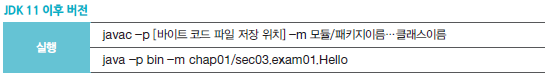 JDK 11 이후 버전
실행
javac –p [바이트 코드 파일 저장 위치] –m 모듈/패키지이름…클래스이름
java –p bin –m chap01/sec03.exam01.Hello